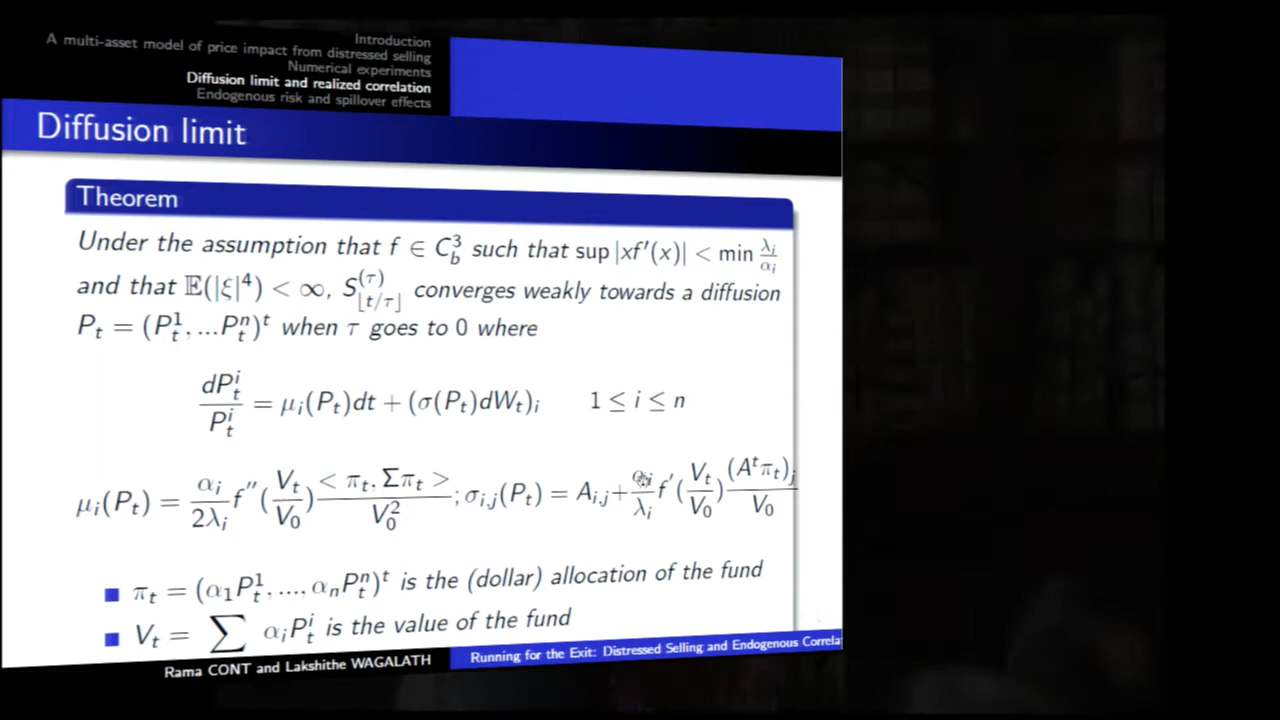 Introduction
A multi-asset model of price impact from distressed selling
Numerical experiments
Diffusion limit and realized correlation
Endogenous risk and spillover effects
Diffusion limit
Theorem
Under the assumption that f ∈ C_b^3 such that sup |xf′(x)| < min λ_i/α_i
and that 𝔼(|ξ|^4) < ∞, S^{(τ)}_{⌊t/τ⌋} converges weakly towards a diffusion
P_t = (P_t^1, ...P_t^n)^t when τ goes to 0 where
dP_t^i/P_t^i = μ_i(P_t)dt + (σ(P_t)dW_t)_i 1 ≤ i ≤ n
μ_i(P_t) = α_i/2λ_i f″(V_t/V_0) < π_t, Σπ_t >/V_0^2 ; σ_{i,j}(P_t) = A_{i,j} + α_i/λ_i f′(V_t/V_0) (A^t π_t)_j/V_0
π_t = (α_1P_t^1, ..., α_nP_t^n)^t is the (dollar) allocation of the fund
V_t = ∑ α_iP_t^i is the value of the fund
Rama CONT and Lakshithe WAGALATH
Running for the Exit: Distressed Selling and Endogenous Correla